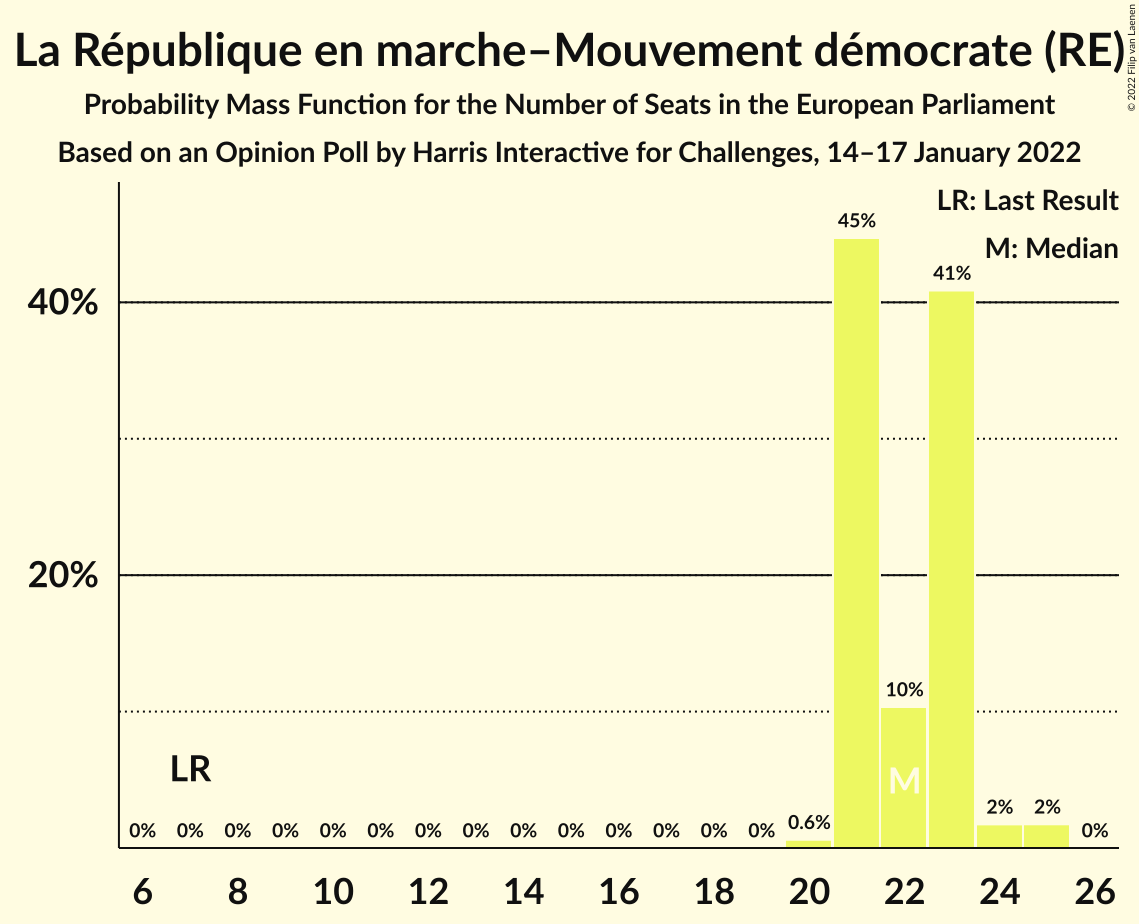 La République en marche–Mouvement démocrate (RE)
© 2022 Filip van Laenen
Probability Mass Function for the Number of Seats in the European Parliament
Based on an Opinion Poll by Harris Interactive for Challenges, 14–17 January 2022
LR: Last Result
M: Median
45%
41%
40%
20%
10%
M
LR
0% 0% 0% 0% 0% 0% 0% 0% 0% 0% 0% 0% 0% 0% 0.6% 2% 2% 0%
6 8 10 12 14 16 18 20 22 24 26